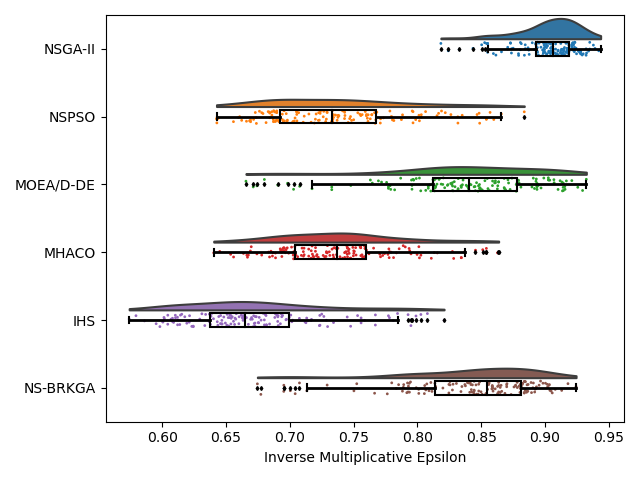 NSGA-II
NSPSO
MOEA/D-DE
MHACO
IHS
NS-BRKGA
0.60 0.65 0.70 0.75 0.80 0.85 0.90 0.95
Inverse Multiplicative Epsilon